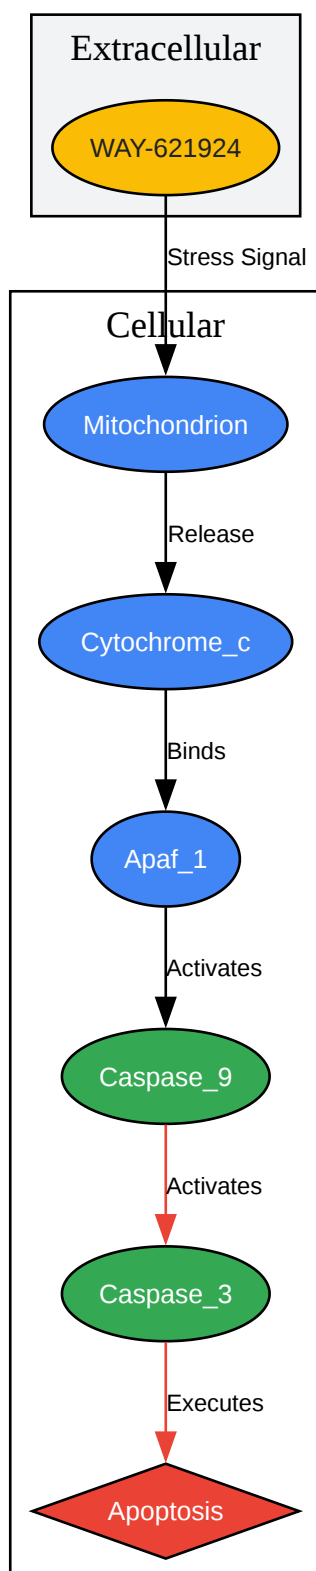 Extracellular
WAY-621924
Stress Signal
Cellular
Mitochondrion
Release
Cytochrome_c
Binds
Apaf_1
Activates
Caspase_9
Activates
Caspase_3
Executes
Apoptosis